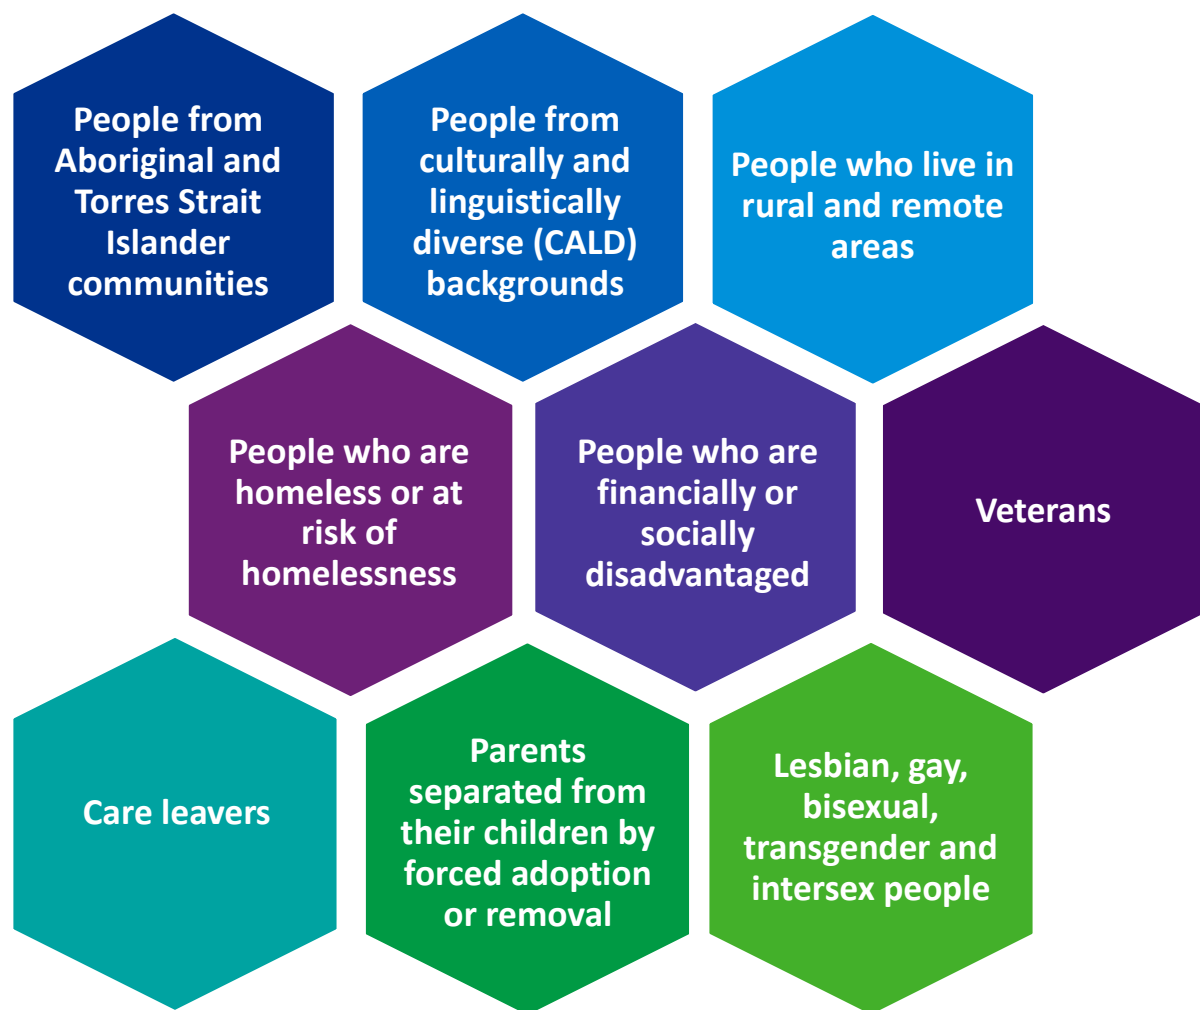 People from
Aboriginal and
Torres Strait
Islander
communities
People from
culturally and
linguistically
diverse (CALD)
backgrounds
People who live in
rural and remote
areas
People who are
homeless or at
risk of
homelessness
People who are
financially or
socially
disadvantaged
Veterans
Care leavers
Parents
separated from
their children by
forced adoption
or removal
Lesbian, gay,
bisexual,
transgender and
intersex people